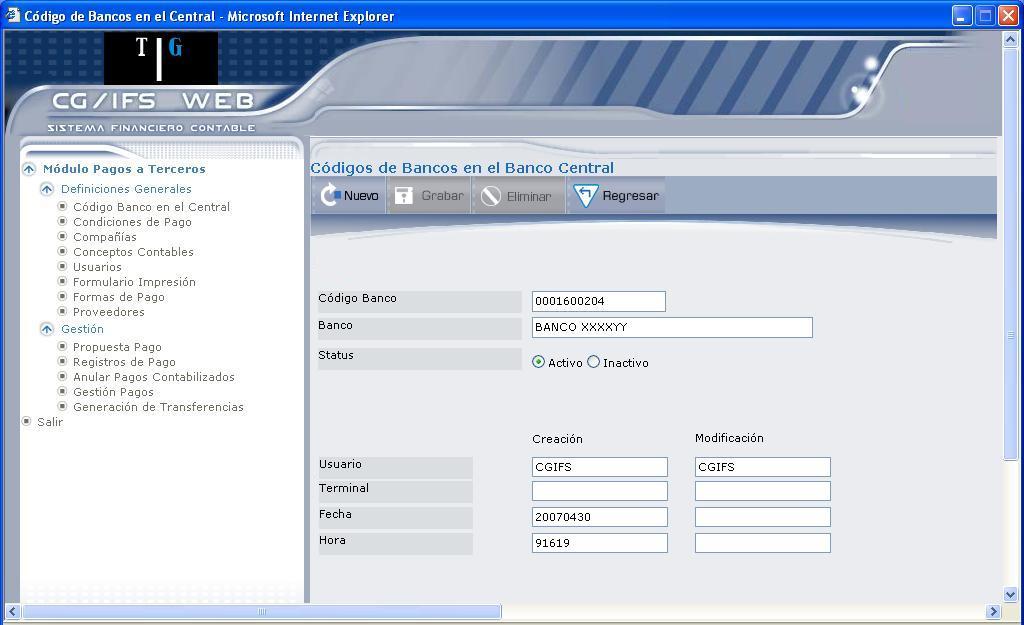 Código de Bancos en el Central - Microsoft Internet Explorer
T G
CG/IFS WEB
SISTEMA FINANCIERO CONTABLE
Módulo Pagos a Terceros
Definiciones Generales
Código Banco en el Central
Condiciones de Pago
Compañías
Conceptos Contables
Usuarios
Formulario Impresión
Formas de Pago
Proveedores
Gestión
Propuesta Pago
Registros de Pago
Anular Pagos Contabilizados
Gestión Pagos
Generación de Transferencias
Salir
Códigos de Bancos en el Banco Central
Nuevo Grabar Eliminar Regresar
Código Banco 0001600204
Banco BANCO XXXXYY
Status Activo Inactivo
Creación Modificación
Usuario CGIFS CGIFS
Terminal
Fecha 20070430
Hora 91619